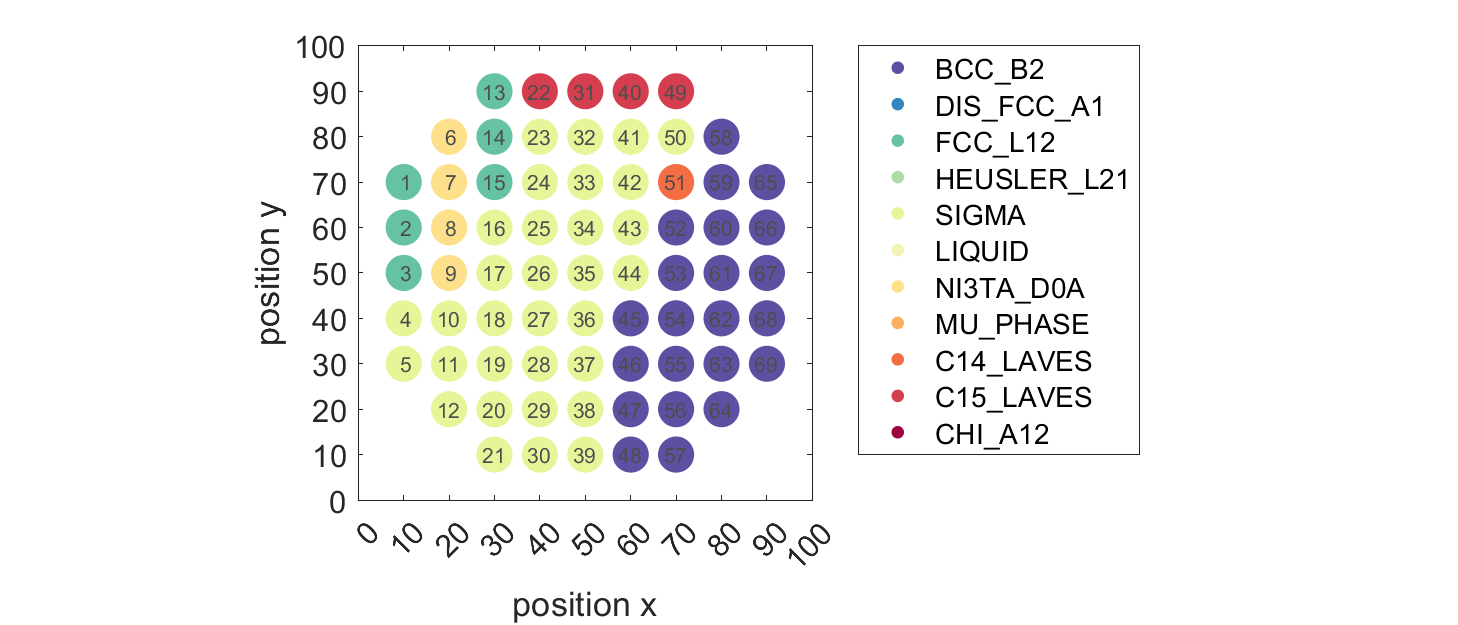 100
90
80
70
60
50
40
30
20
10
0
position y
13 22 31 40 49
6 14 23 32 41 50 58
1 7 15 24 33 42 51 59 65
2 8 16 25 34 43 52 60 66
3 9 17 26 35 44 53 61 67
4 10 18 27 36 45 54 62 68
5 11 19 28 37 46 55 63 69
12 20 29 38 47 56 64
21 30 39 48 57
0 10 20 30 40 50 60 70 80 90 100
position x
BCC_B2
DIS_FCC_A1
FCC_L12
HEUSLER_L21
SIGMA
LIQUID
NI3TA_D0A
MU_PHASE
C14_LAVES
C15_LAVES
CHI_A12